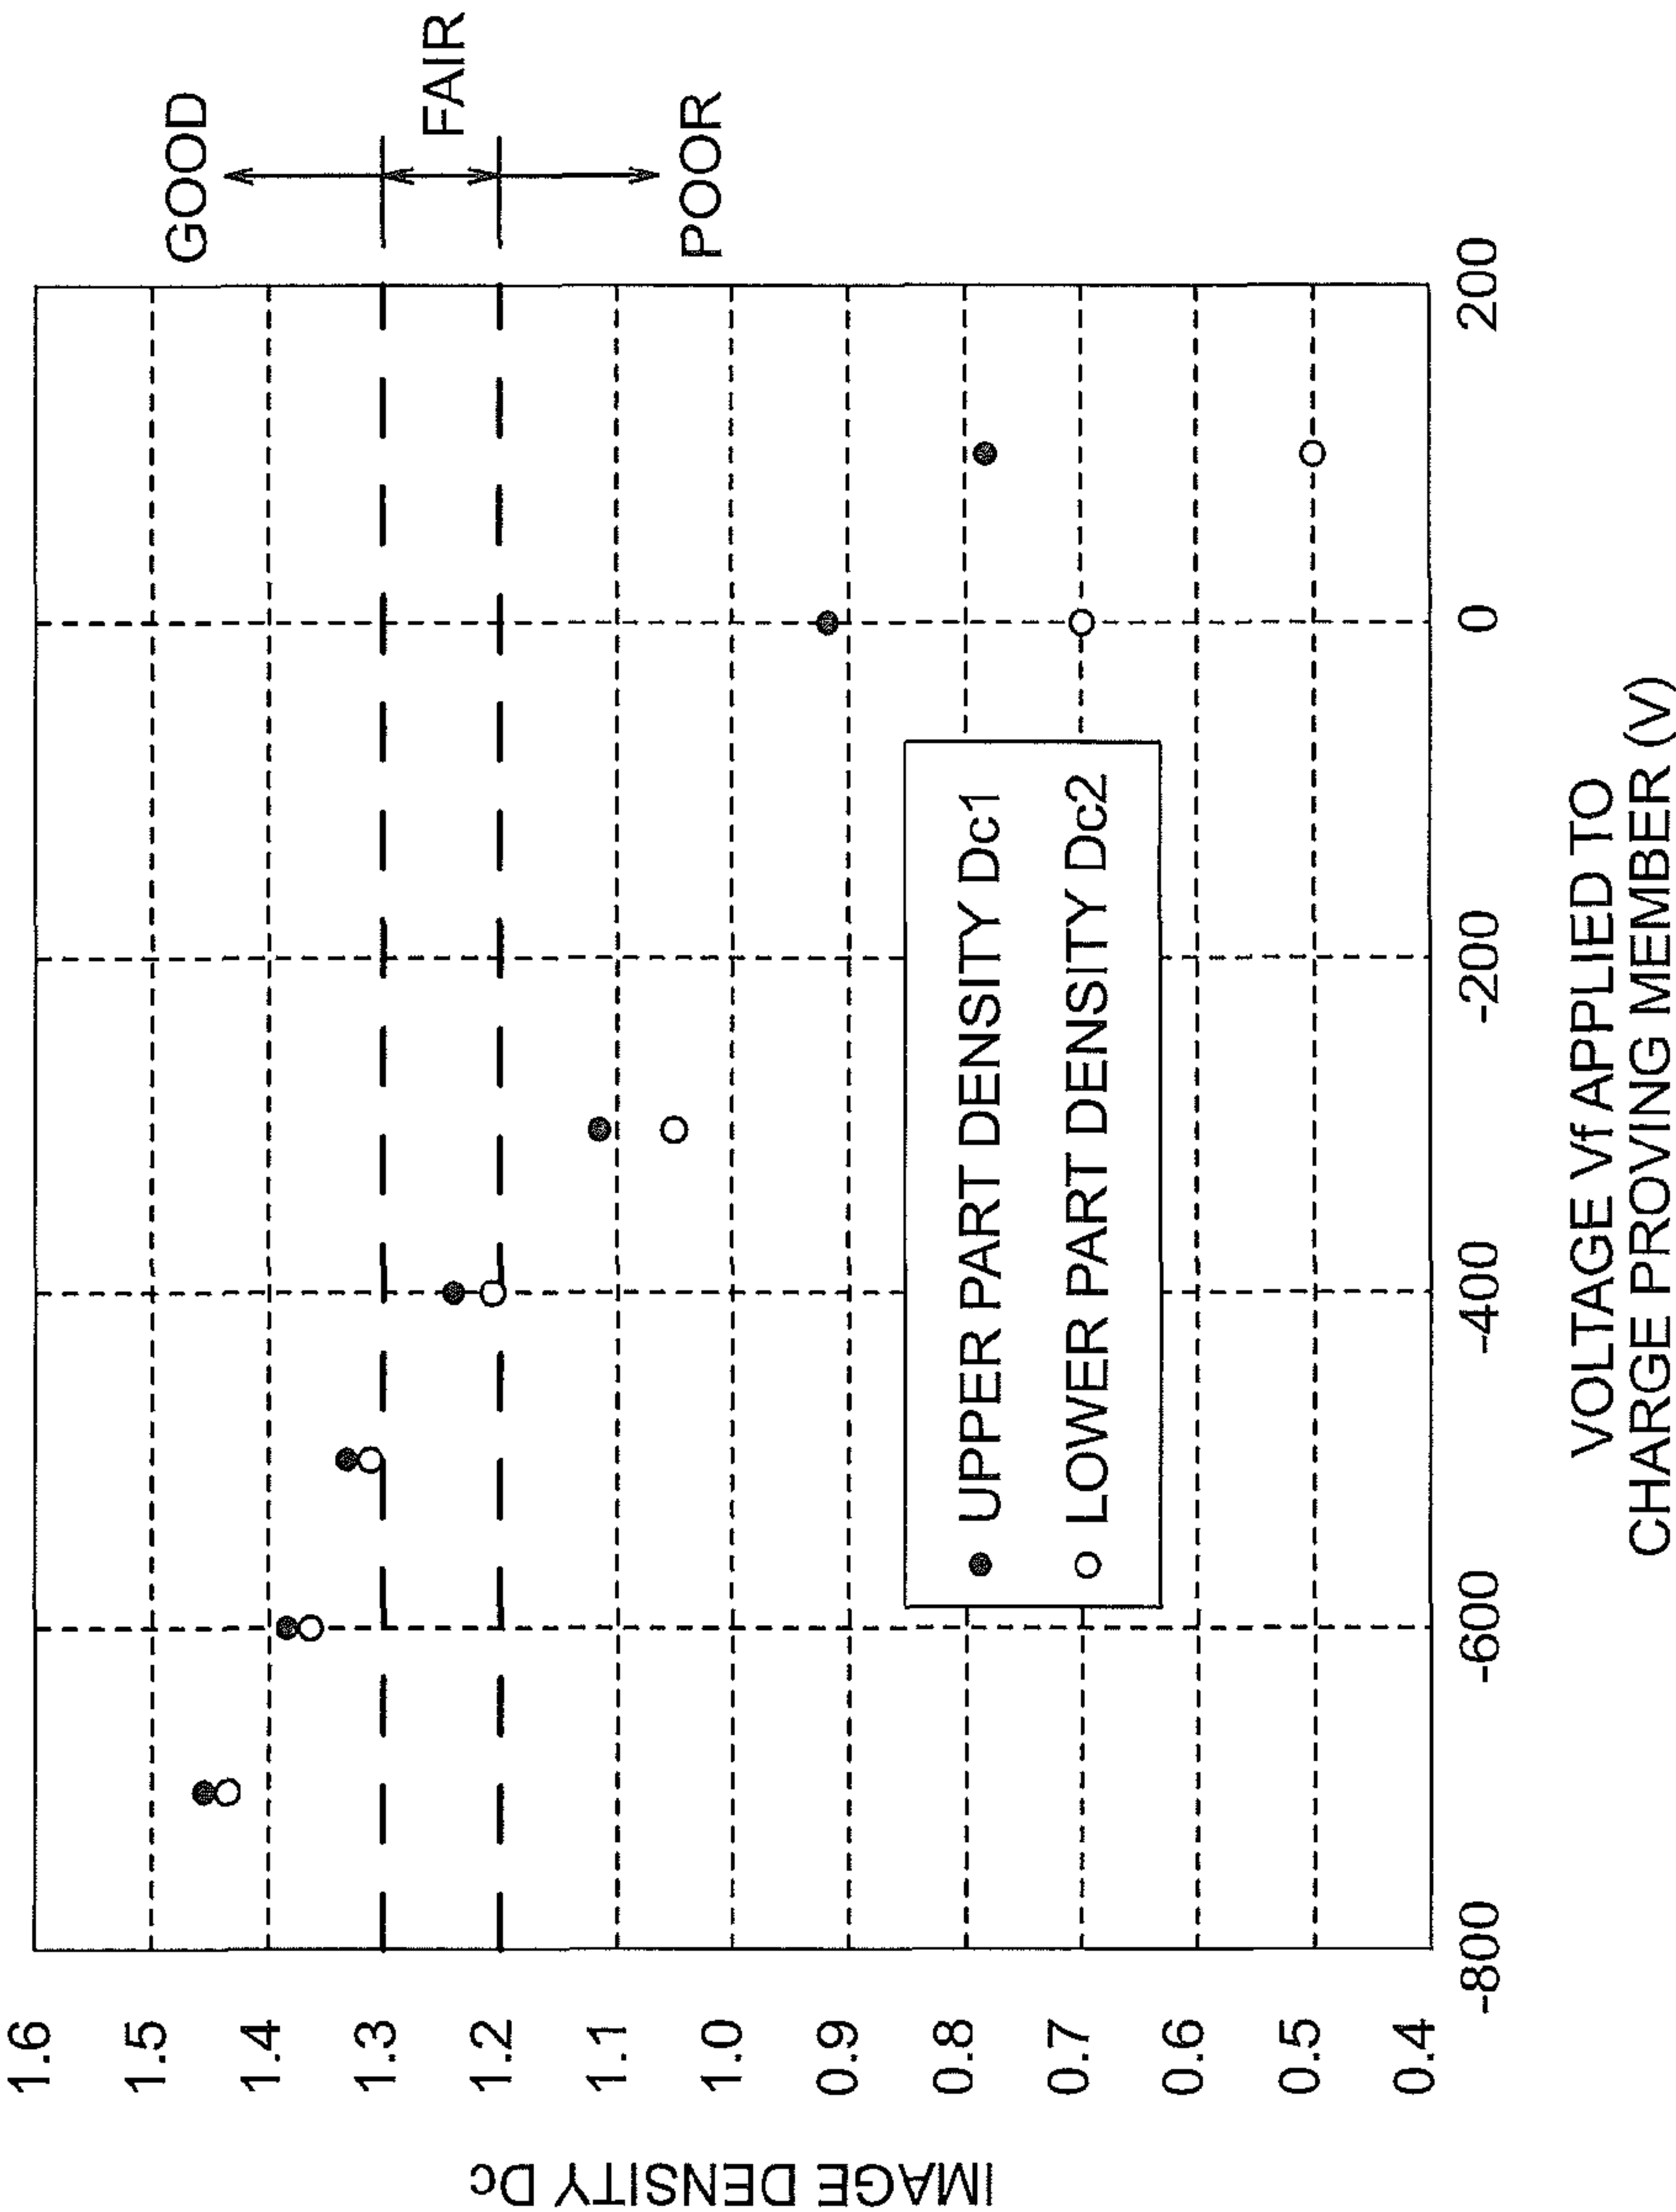 IMAGE DENSITY Dc
1.6
1.5
1.4
1.3
1.2
1.1
1.0
0.9
0.8
0.7
0.6
0.5
0.4
-800
-600
-400
-200
0
200
VOLTAGE Vf APPLIED TO
CHARGE PROVING MEMBER (V)
UPPER PART DENSITY Dc1
LOWER PART DENSITY Dc2
GOOD
FAIR
POOR